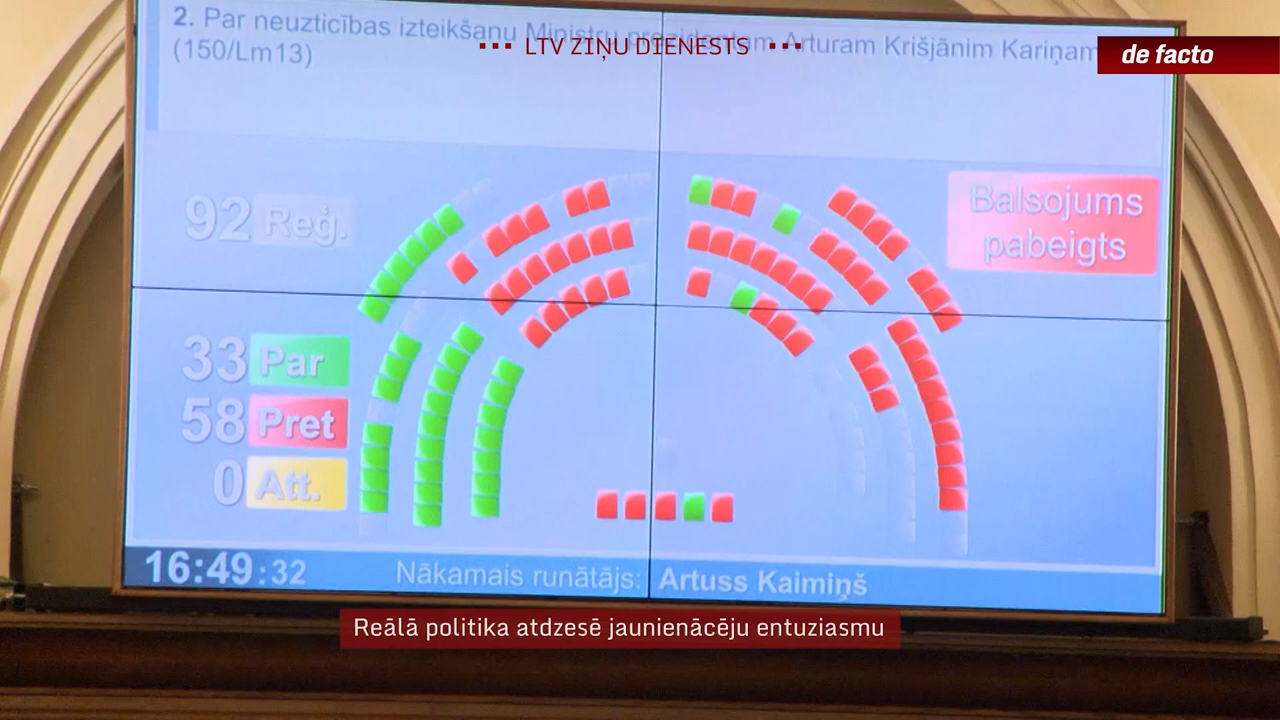 2. Par neuzticības izteikšanu Ministru prezidentam Arturam Krišjānim Kariņam
(150/Lm13)
LTV ZIŅU DIENESTS
de facto
92 Reģ.
Balsojums
pabeigts
33 Par
58 Pret
0 Att.
16:49:32 Nākamais runātājs: Artuss Kaimiņš
Reālā politika atdzesē jaunienācēju entuziasmu